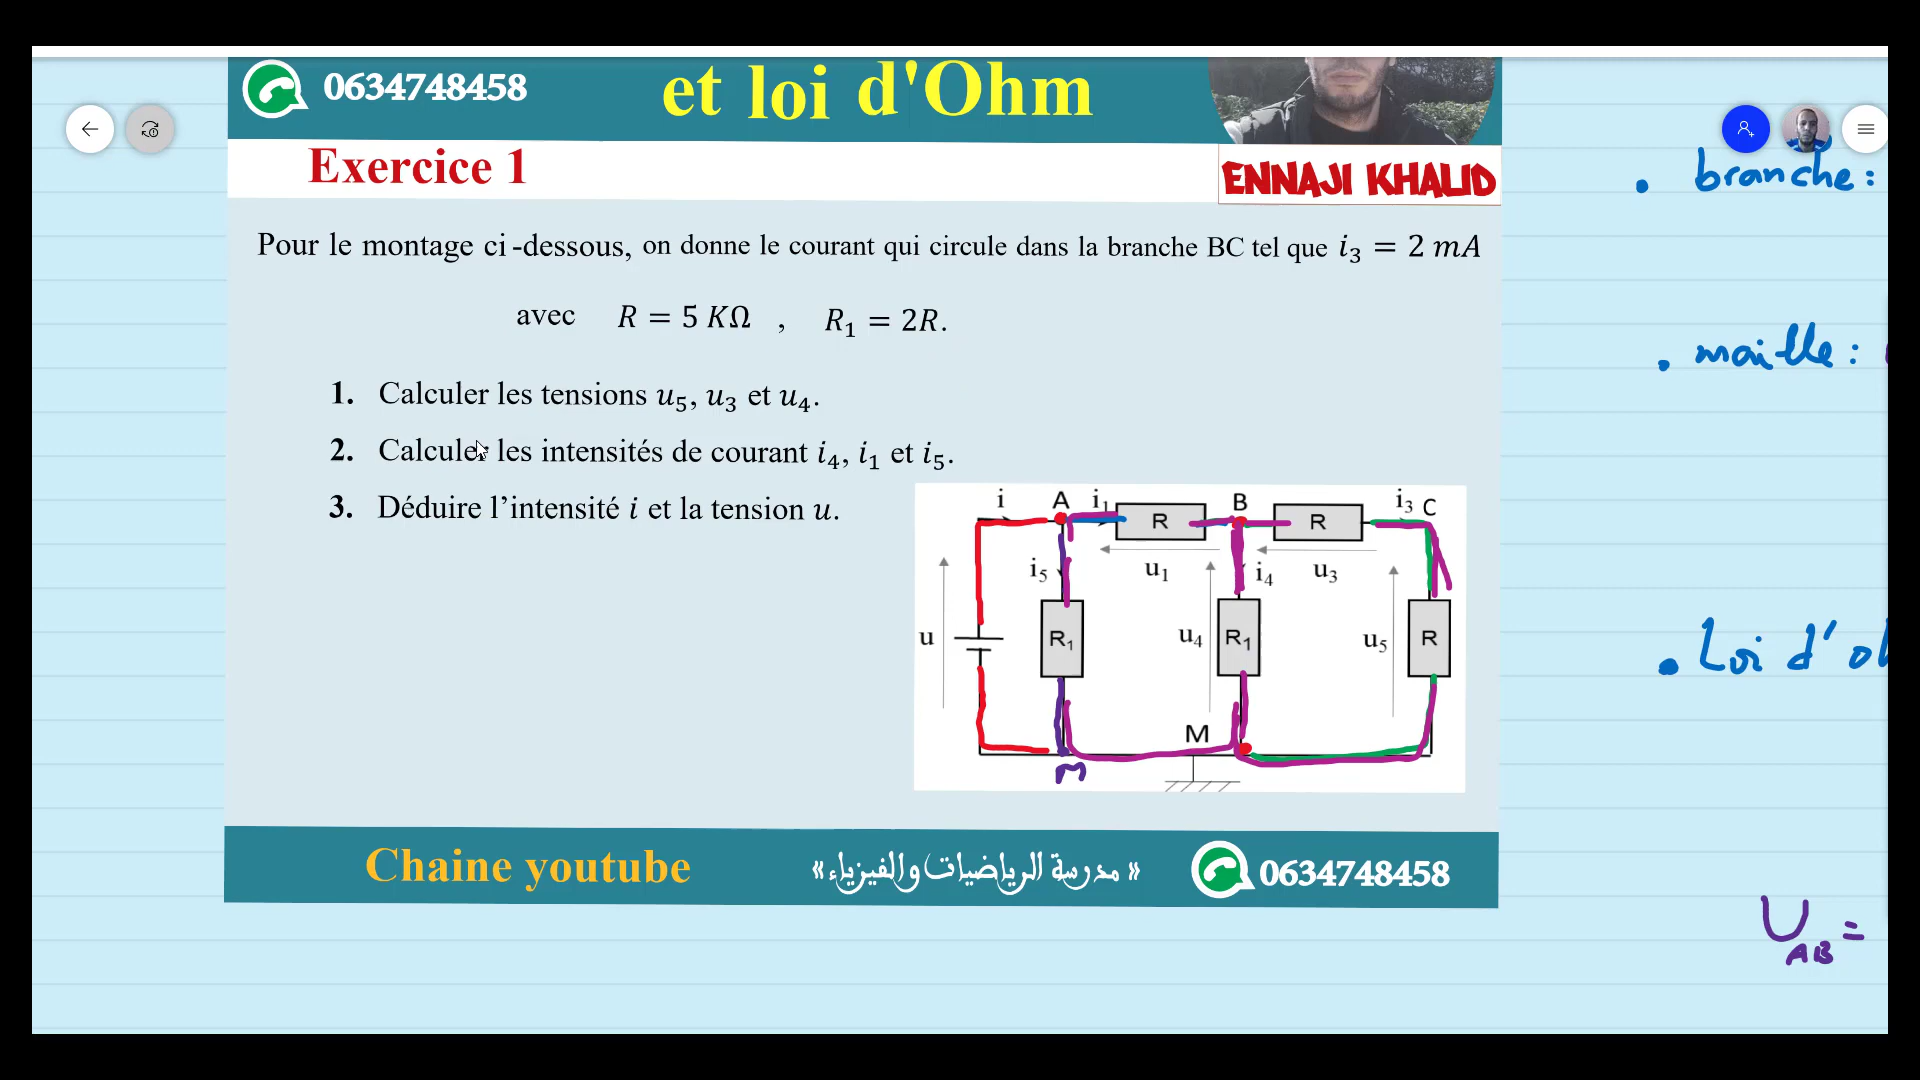 0634748458
et loi d'Ohm
Exercice 1
ENNAJI KHALID
Pour le montage ci-dessous, on donne le courant qui circule dans la branche BC tel que i₃ = 2 mA
avec R = 5 KΩ , R₁ = 2R.
1. Calculer les tensions u₅, u₃ et u₄.
2. Calculer les intensités de courant i₄, i₁ et i₅.
3. Déduire l'intensité i et la tension u.
i A i₁ R B R i₃ C
i₅ u₁ i₄ u₃
u R₁ u₄ R₁ u₅ R
M
M
Chaine youtube
« مدرسة الرياضيات والفيزياء »
0634748458
• branche :
• maille :
• Loi d'
U_AB =